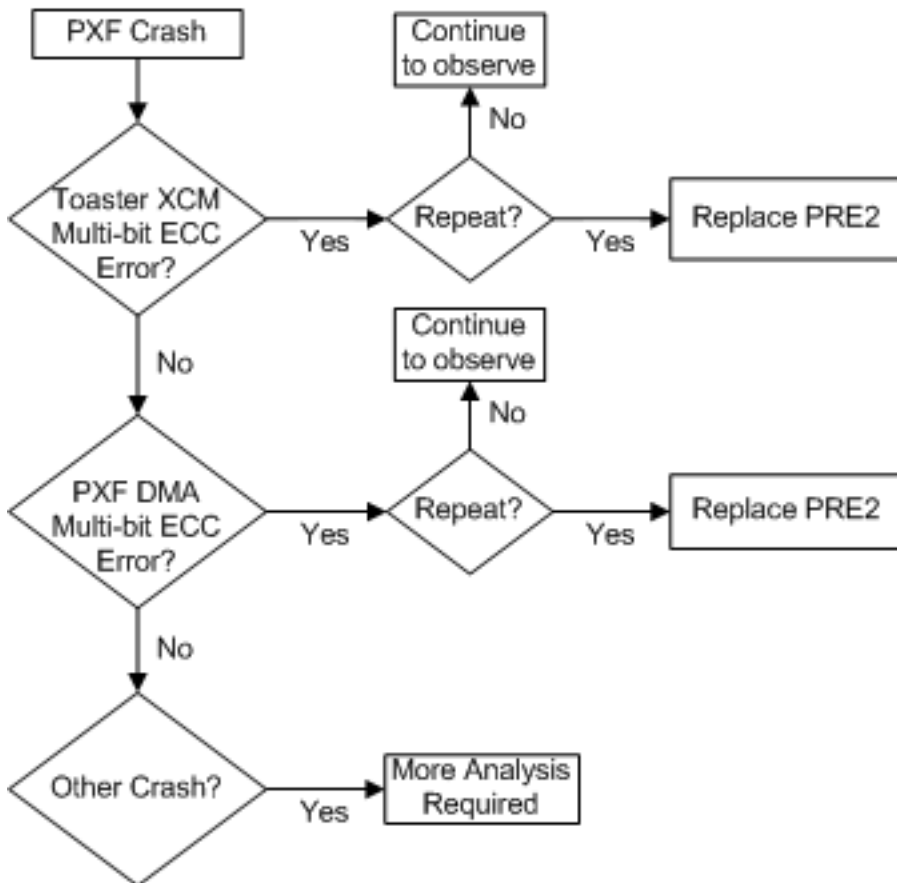 PXF Crash
Continue
to observe
No
Toaster XCM
Multi-bit ECC
Error?
Yes
Repeat?
Yes
Replace PRE2
No
Continue
to observe
No
PXF DMA
Multi-bit ECC
Error?
Yes
Repeat?
Yes
Replace PRE2
No
Other Crash?
Yes
More Analysis
Required